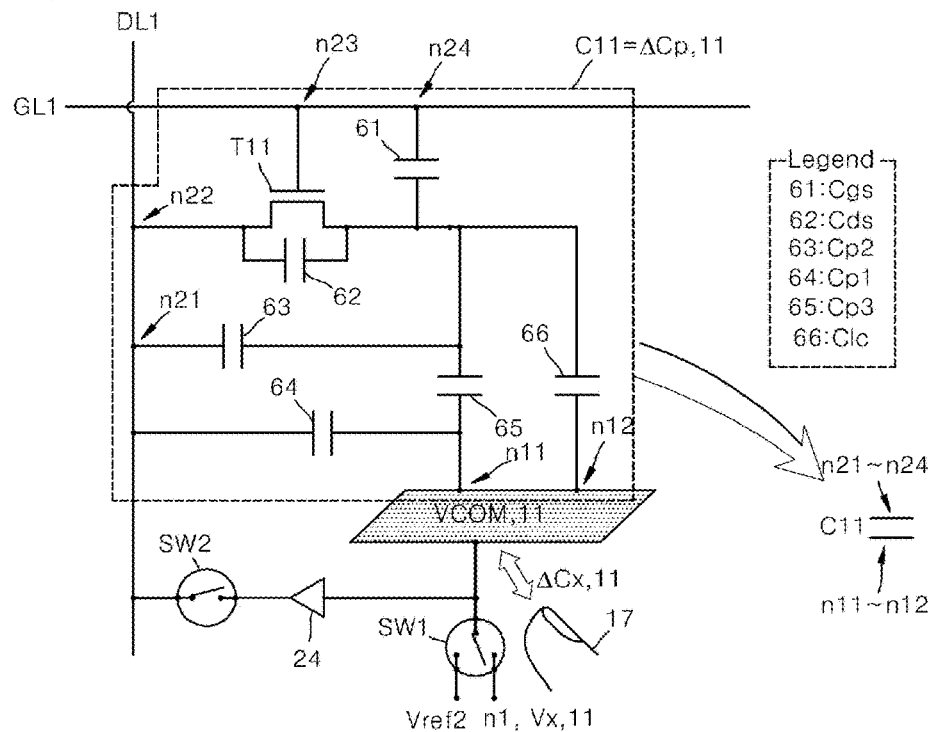 DL1
n23
n24
C11=ΔCp,11
GL1
61
T11
n22
62
n21
63
66
64
65
n12
n11
VCOM,11
SW2
24
ΔCx,11
SW1
17
Vref2 n1, Vx,11
Legend
61:Cgs
62:Cds
63:Cp2
64:Cp1
65:Cp3
66:Clc
n21~n24
C11
n11~n12